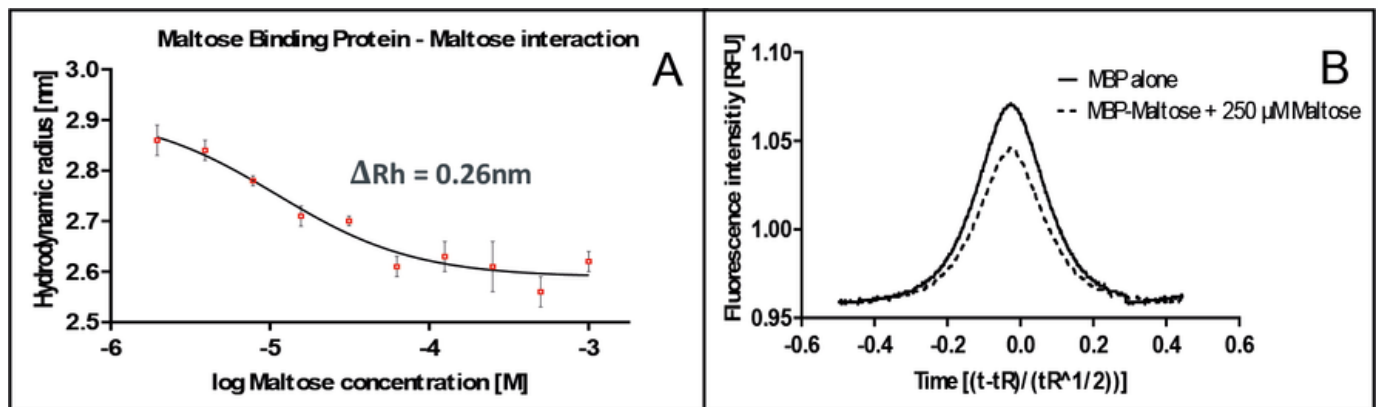 Maltose Binding Protein - Maltose interaction
A
Hydrodynamic radius [nm]
3.0
2.9
2.8
2.7
2.6
2.5
ΔRh = 0.26nm
-6 -5 -4 -3
log Maltose concentration [M]
B
Fluorescence intensitiy [RFU]
1.10
1.05
1.00
0.95
MBP alone
MBP-Maltose + 250 µM Maltose
-0.6 -0.4 -0.2 0.0 0.2 0.4 0.6
Time [(t-tR)/(tR^1/2))]